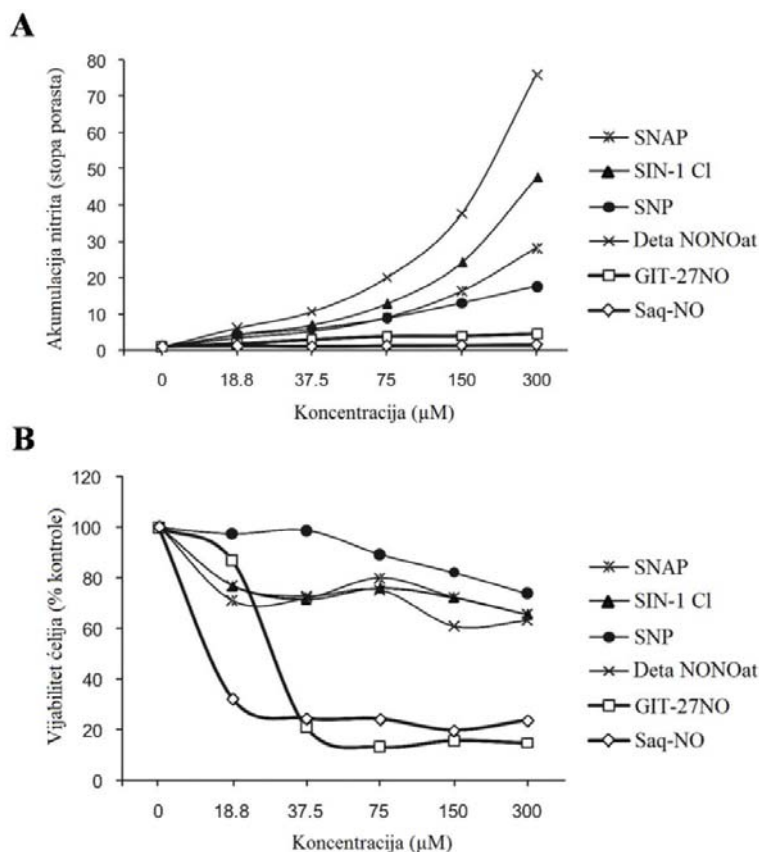 A
Akumulacija nitrita (stopa porasta)
80
70
60
50
40
30
20
10
0
0 18.8 37.5 75 150 300
Koncentracija (µM)
SNAP
SIN-1 Cl
SNP
Deta NONOat
GIT-27NO
Saq-NO
B
Vijabilitet ćelija (% kontrole)
120
100
80
60
40
20
0
0 18.8 37.5 75 150 300
Koncentracija (µM)
SNAP
SIN-1 Cl
SNP
Deta NONOat
GIT-27NO
Saq-NO